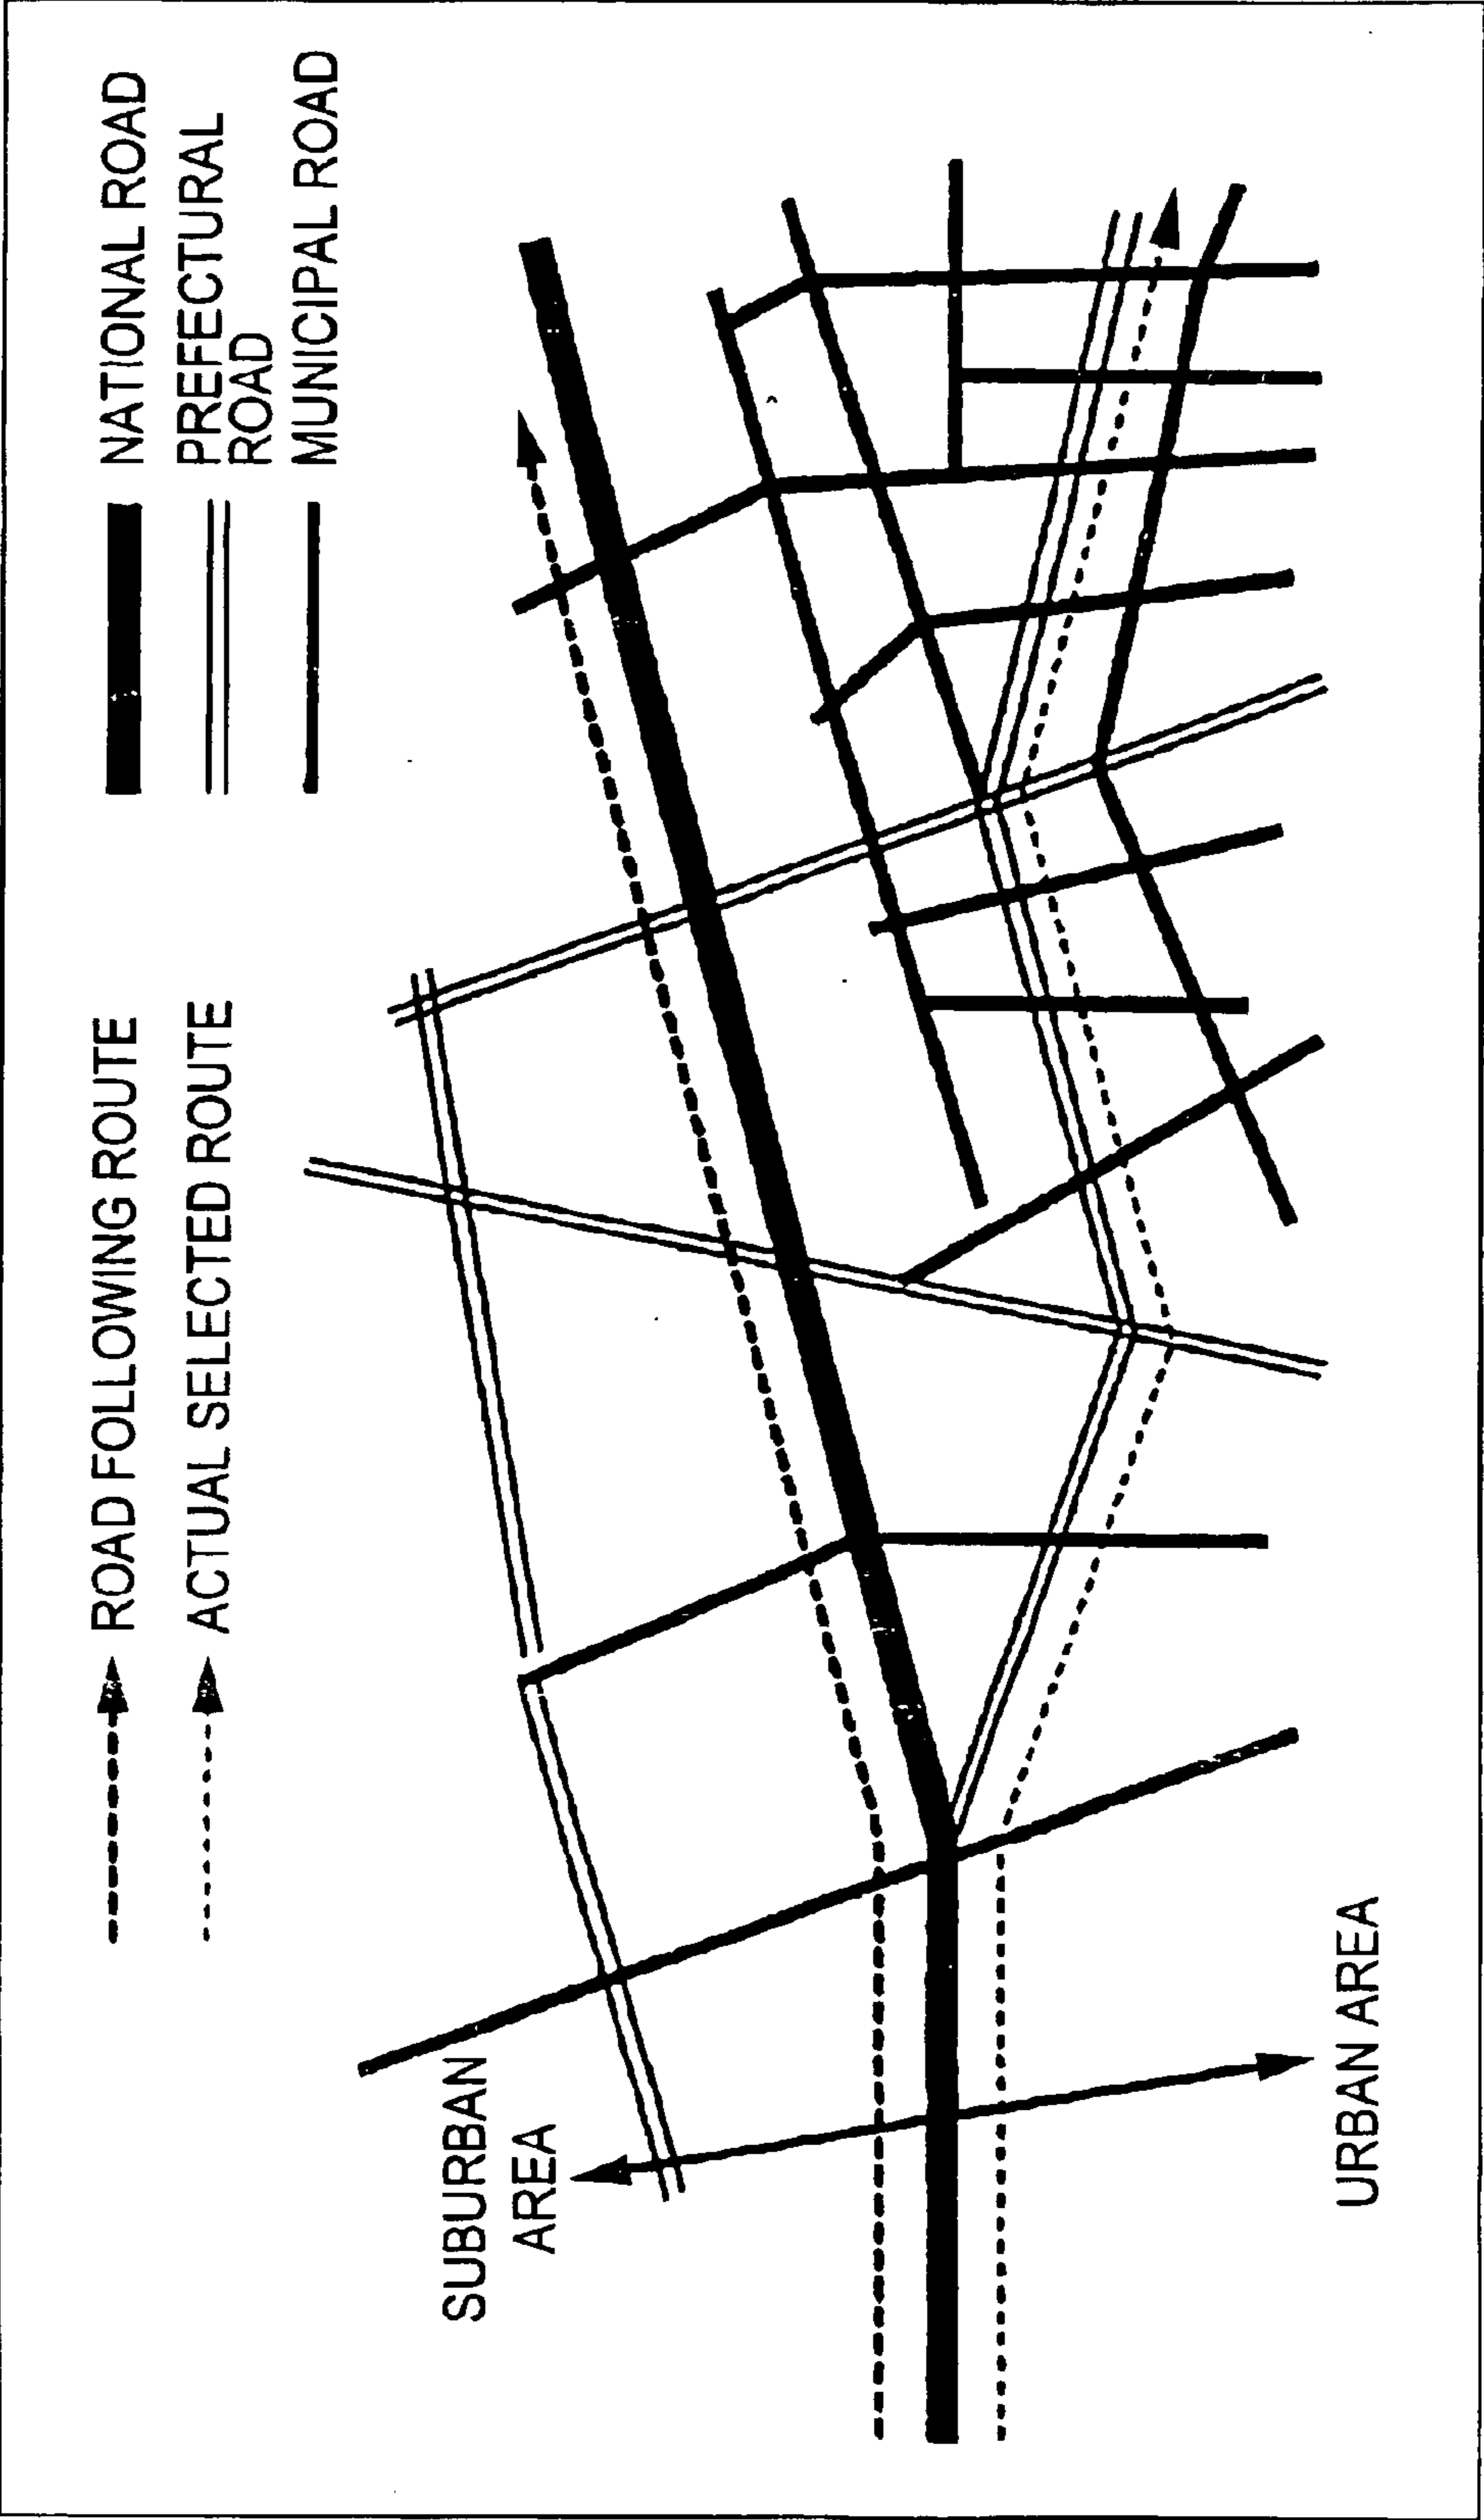 ROAD FOLLOWING ROUTE
ACTUAL SELECTED ROUTE
NATIONAL ROAD
PREFECTURAL
ROAD
MUNICIPAL ROAD
SUBURBAN
AREA
URBAN AREA